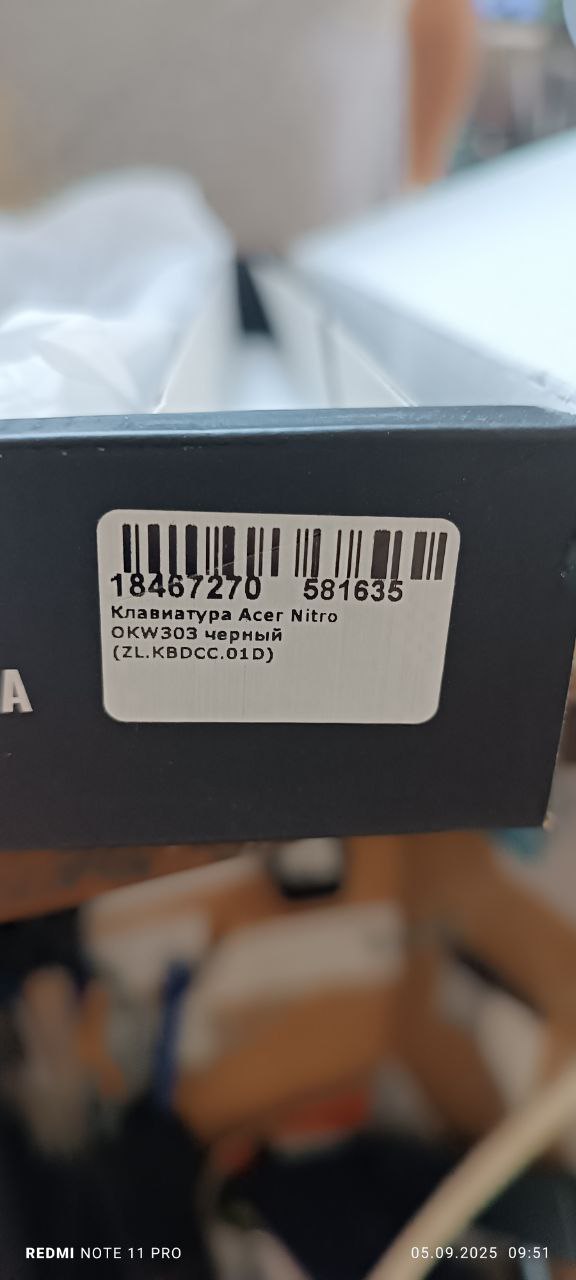 18467270 581635
Клавиатура Acer Nitro
OKW303 черный
(ZL.KBDCC.01D)
A
REDMI NOTE 11 PRO
05.09.2025 09:51